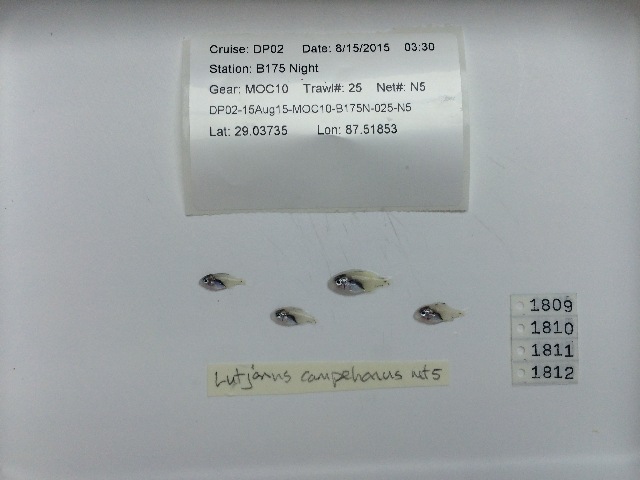 Cruise: DP02 Date: 8/15/2015 03:30
Station: B175 Night
Gear: MOC10 Trawl#: 25 Net#: N5
DP02-15Aug15-MOC10-B175N-025-N5
Lat: 29.03735 Lon: 87.51853
1809
1810
1811
1812
Lutjanus campehanus nt5